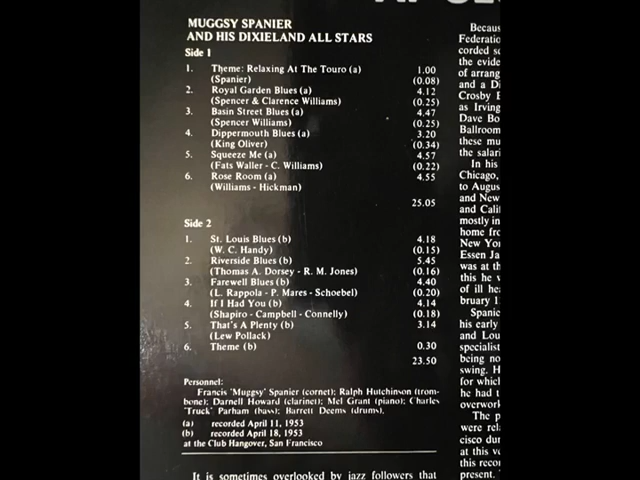 MUGGSY SPANIER
AND HIS DIXIELAND ALL STARS
Side 1
1. Theme: Relaxing At The Touro (a) 1.00
(Spanier) (0.08)
2. Royal Garden Blues (a) 4.12
(Spencer & Clarence Williams) (0.25)
3. Basin Street Blues (a) 4.47
(Spencer Williams) (0.25)
4. Dippermouth Blues (a) 3.20
(King Oliver) (0.34)
5. Squeeze Me (a) 4.57
(Fats Waller - C. Williams) (0.22)
6. Rose Room (a) 4.55
(Williams - Hickman)
25.05
Side 2
1. St. Louis Blues (b) 4.18
(W. C. Handy) (0.15)
2. Riverside Blues (b) 5.45
(Thomas A. Dorsey - R. M. Jones) (0.16)
3. Farewell Blues (b) 4.40
(L. Rappola - P. Mares - Schoebel) (0.20)
4. If I Had You (b) 4.14
(Shapiro - Campbell - Connelly) (0.18)
5. That's A Plenty (b) 3.14
(Lew Pollack)
6. Theme (b) 0.30
23.50
Personnel:
Francis "Muggsy" Spanier (cornet); Ralph Hutchinson (trom-
bone); Darnell Howard (clarinet); Mel Grant (piano); Charles
"Truck" Parham (bass); Barrett Deems (drums).
(a) recorded April 11, 1953
(b) recorded April 18, 1953
at the Club Hangover, San Francisco
It is sometimes overlooked by jazz followers that
Becaus
Federatio
corded s
the evide
of arrang
and a Di
Crosby
as Irving
Dave Bo
Ballroom
these mu
the salari
In his
Chicago,
to Augus
and New
and Calif
mostly in
home fro
New Yor
Essen Ja
was at th
this he
of ill hea
bruary 1
Spanie
his early
and Lou
specialist
being no
swing. H
for which
he had t
overwork
The p
were rel
cisco dur
at this v
this recor
present.